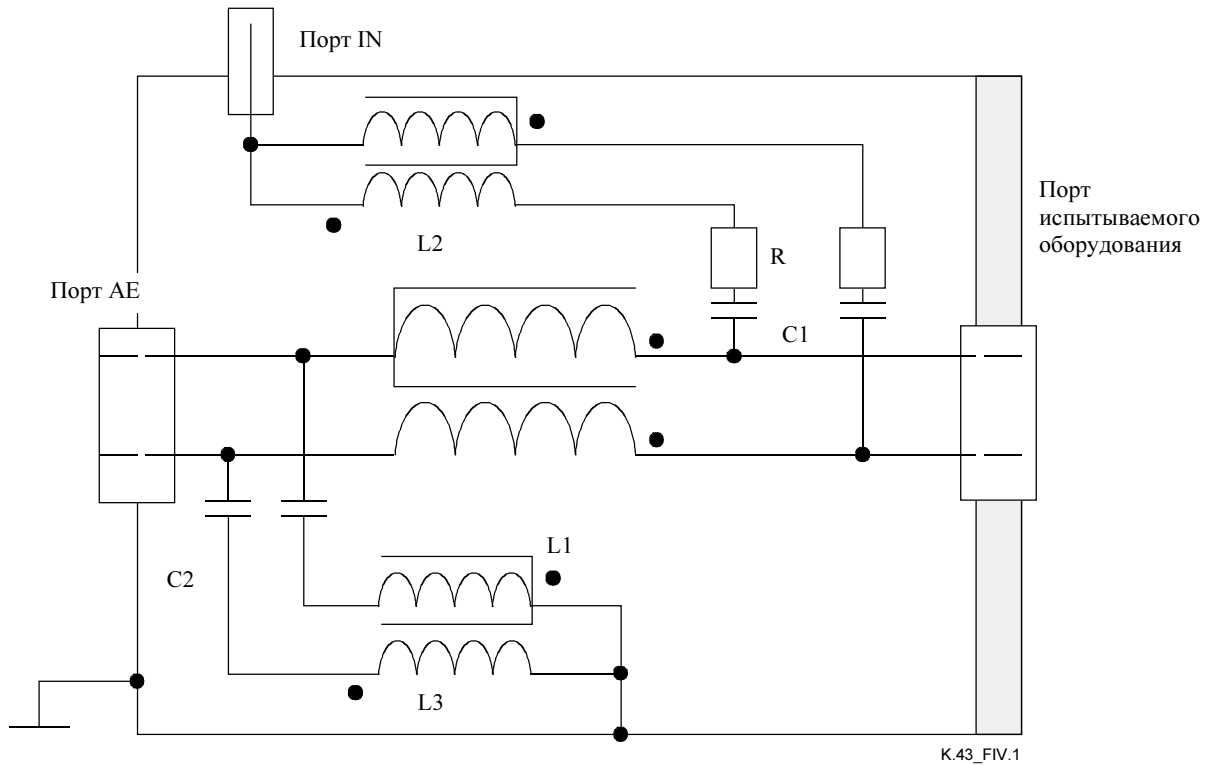 Порт IN
Порт
испытываемого
оборудования
L2
R
Порт AE
C1
L1
C2
L3
K.43_FIV.1